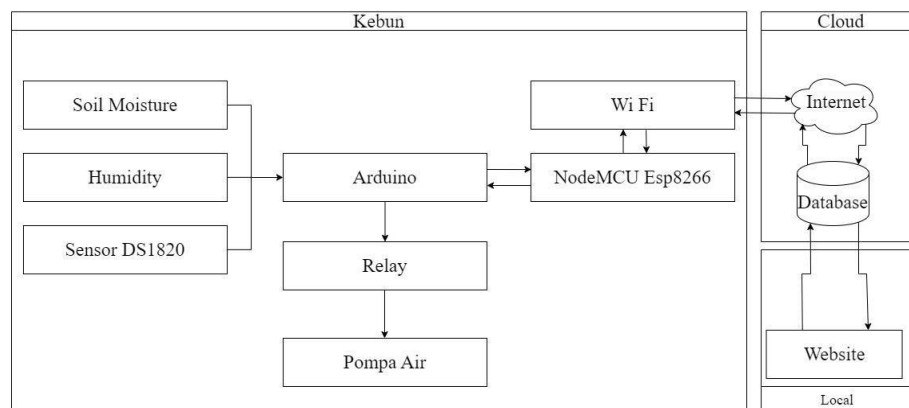 Kebun
Cloud
Soil Moisture
Wi Fi
Internet
Humidity
Arduino
NodeMCU Esp8266
Database
Sensor DS1820
Relay
Pompa Air
Website
Local